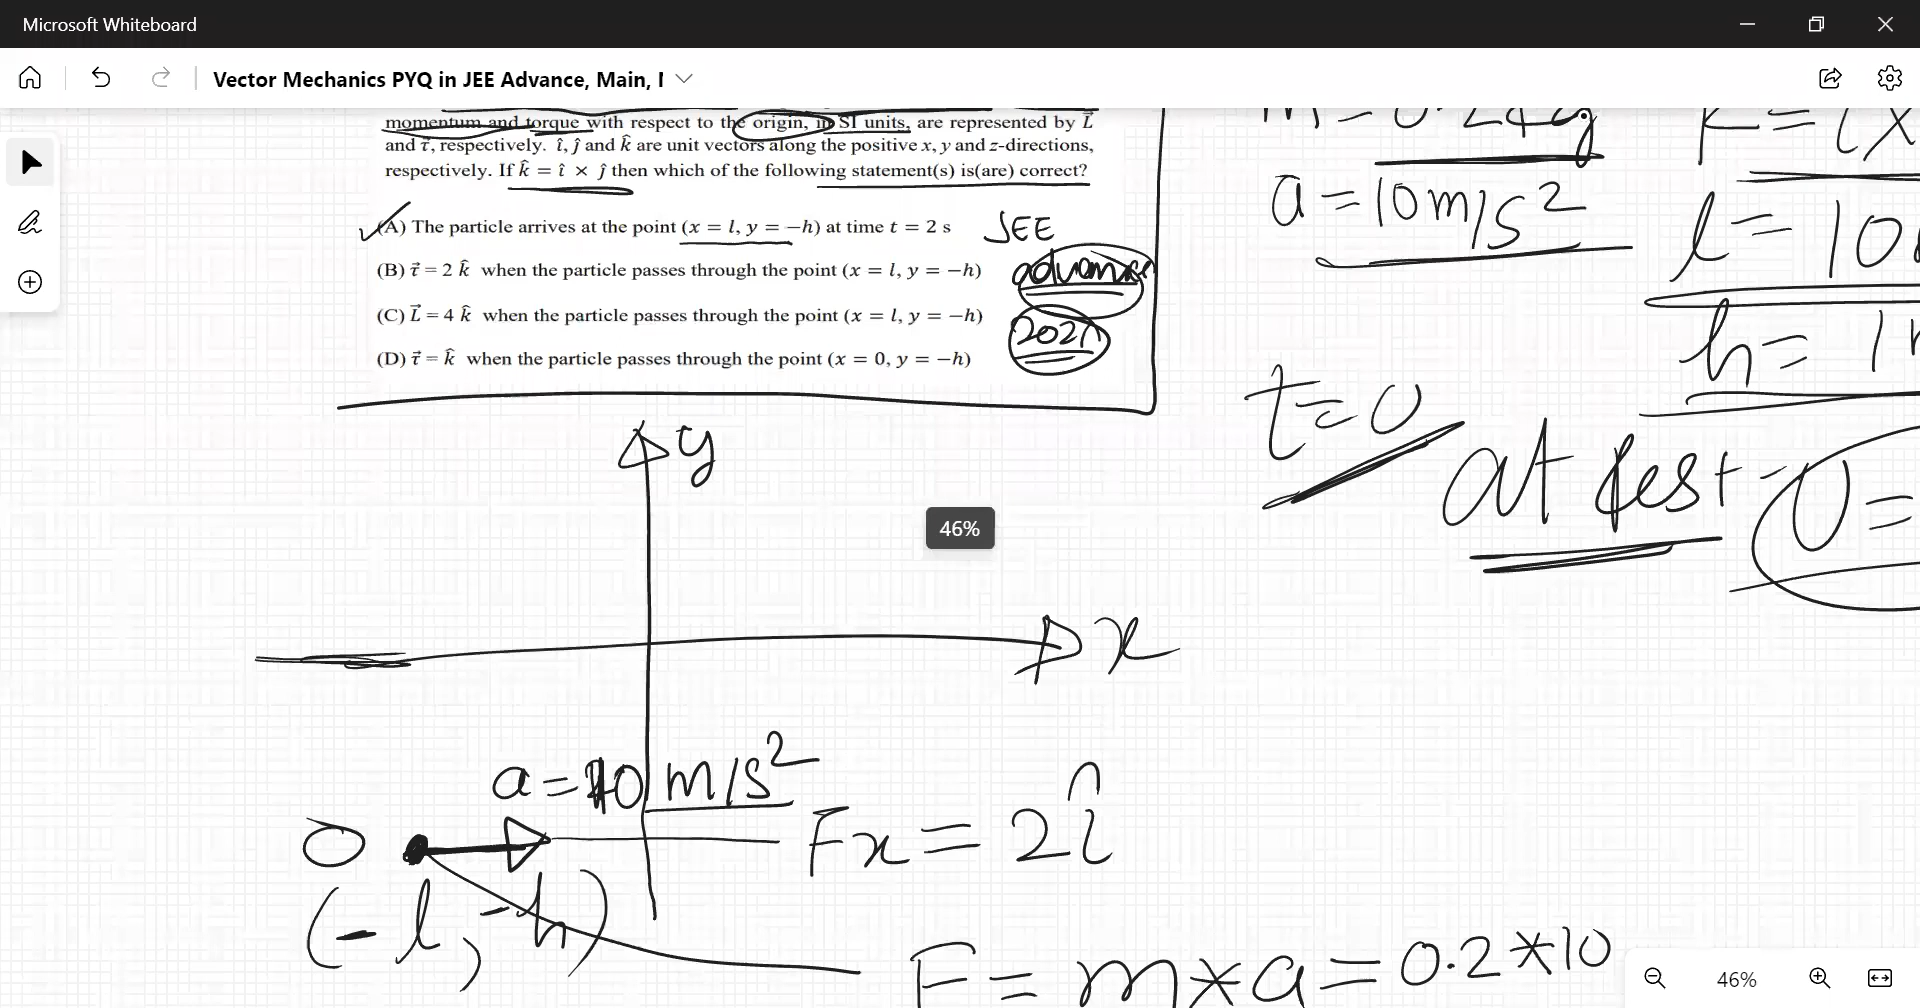 Microsoft Whiteboard
Vector Mechanics PYQ in JEE Advance, Main, I
momentum and torque with respect to the origin, in SI units, are represented by L⃗
and τ⃗, respectively. î, ĵ and k̂ are unit vectors along the positive x, y and z-directions,
respectively. If k̂ = î × ĵ then which of the following statement(s) is(are) correct?
(A) The particle arrives at the point (x = l, y = −h) at time t = 2 s
(B) τ⃗ = 2 k̂ when the particle passes through the point (x = l, y = −h)
(C) L⃗ = 4 k̂ when the particle passes through the point (x = l, y = −h)
(D) τ⃗ = k̂ when the particle passes through the point (x = 0, y = −h)
JEE
advance
2021
a = 10 m/s2
l = 10
h = 1
t = 0
at rest
U =
y
46%
x
a = 10 m/s2
O
Fx = 2î
(-l, -h)
F = m*a = 0.2*10
46%